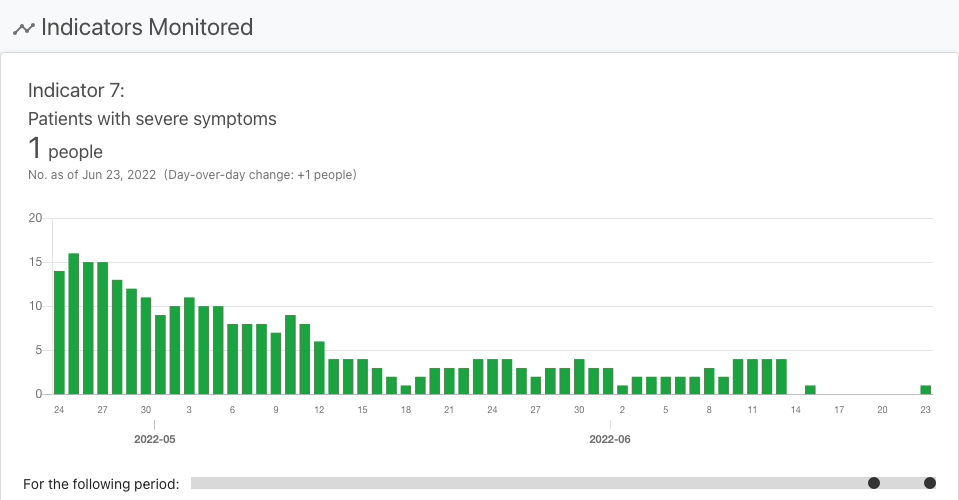 Indicators Monitored
Indicator 7:
Patients with severe symptoms
1 people
No. as of Jun 23, 2022 (Day-over-day change: +1 people)
20
15
10
5
0
24 27 30 3 6 9 12 15 18 21 24 27 30 2 5 8 11 14 17 20 23
2022-05 2022-06
For the following period: